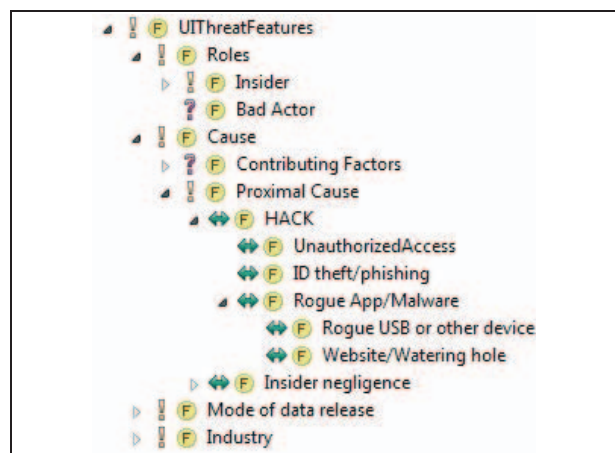 F UIThreatFeatures
F Roles
F Insider
? F Bad Actor
F Cause
? F Contributing Factors
F Proximal Cause
F HACK
F UnauthorizedAccess
F ID theft/phishing
F Rogue App/Malware
F Rogue USB or other device
F Website/Watering hole
F Insider negligence
F Mode of data release
F Industry